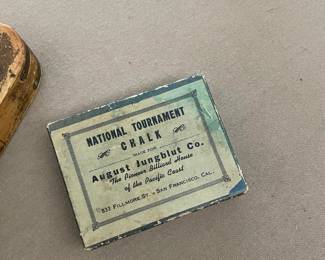 NATIONAL TOURNAMENT
CHALK
MADE FOR
August Jungblut Co.
The Pioneer Billiard House
of the Pacific Coast
833 FILLMORE ST. - SAN FRANCISCO, CAL.